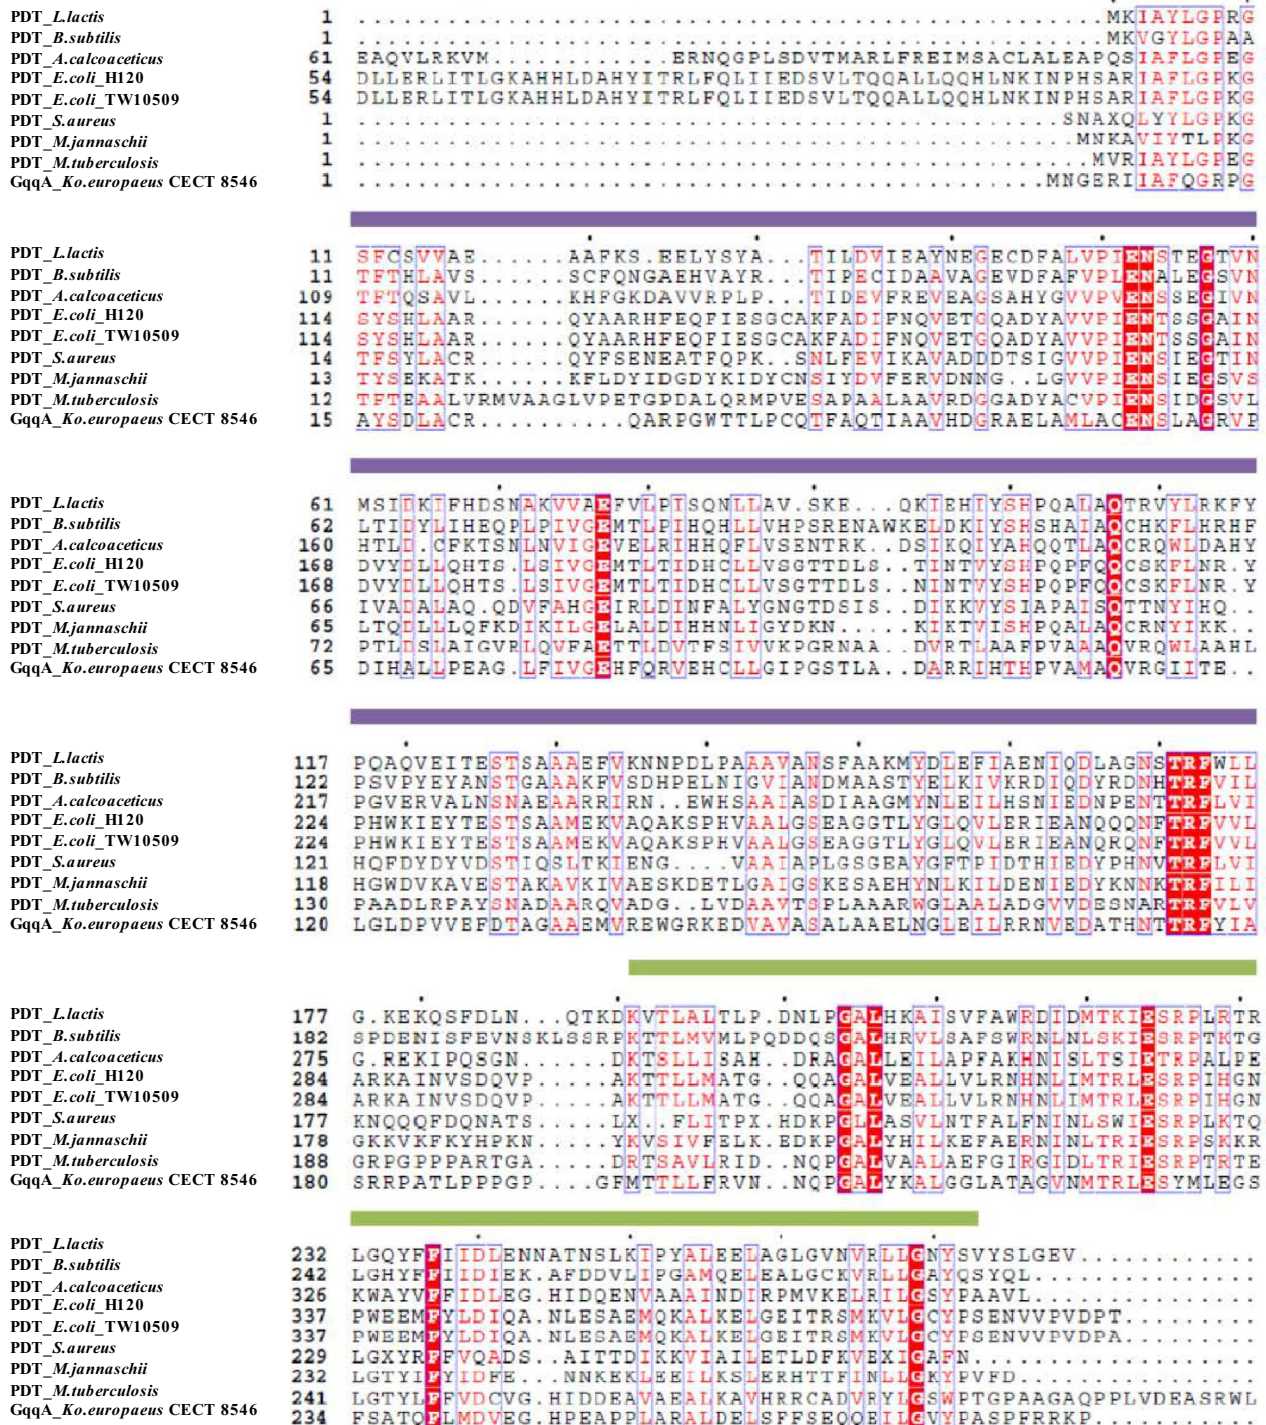 PDT_L.lactis 1 ..................................................MKIAYLGPRG
PDT_B.subtilis 1 ..................................................MKVGYLGPAA
PDT_A.calcoaceticus 61 EAQVLRKVM............ERNQGPLSDVTMARLFREIMSACLALEAPQSIAFLGPEG
PDT_E.coli_H120 54 DLLERLITLGKAHHLDAHYITRLFQLIIEDSVLTQQALLQQHLNKINPHSARIAFLGPKG
PDT_E.coli_TW10509 54 DLLERLITLGKAHHLDAHYITRLFQLIIEDSVLTQQALLQQHLNKINPHSARIAFLGPKG
PDT_S.aureus 1 ...............................................SNAXQLYYLGPKG
PDT_M.jannaschii 1 ................................................MNKAVIYTLPKG
PDT_M.tuberculosis 1 .................................................MVRIAYLGPEG
GqqA_Ko.europaeus CECT 8546 1 ..............................................MNGERIIAFQGRPG
PDT_L.lactis 11 SFCSVVAE......AAFKS.EELYSYA...TILDVIEAYNEGECDFALVPIENSTEGTVN
PDT_B.subtilis 11 TFTHLAVS......SCFQNGAEHVAYR...TIPECIDAAVAGEVDFAFVPLENALEGSVN
PDT_A.calcoaceticus 109 TFTQSAVL......KHFGKDAVVRPLP...TIDEVFREVEAGSAHYGVVPVENSSEGIVN
PDT_E.coli_H120 114 SYSHLAAR......QYAARHFEQFIESGCAKFADIFNQVETGQADYAVVPIENTSSGAIN
PDT_E.coli_TW10509 114 SYSHLAAR......QYAARHFEQFIESGCAKFADIFNQVETGQADYAVVPIENTSSGAIN
PDT_S.aureus 14 TFSYLACR......QYFSENEATFQPK..SNLFEVIKAVADDDTSIGVVPIENSIEGTIN
PDT_M.jannaschii 13 TYSEKATK......KFLDYIDGDYKIDYCNSIYDVFERVDNNG..LGVVPIENSIEGSVS
PDT_M.tuberculosis 12 TFTEAALVRMVAAGLVPETGPDALQRMPVESAPAALAAVRDGGADYACVPIENSIDGSVL
GqqA_Ko.europaeus CECT 8546 15 AYSDLACR..........QARPGWTTLPCQTFAQTIAAVHDGRAELAMLACENSLAGRVP
PDT_L.lactis 61 MSIDKIFHDSNAKVVAEFVLPISQNLLAV.SKE...QKIEHIYSHPQALAQTRVYLRKFY
PDT_B.subtilis 62 LTIDYLIHEQPLPIVGEMTLPIHQHLLVHPSRENAWKELDKIYSHSHAIAQCHKFLHRHF
PDT_A.calcoaceticus 160 HTLD.CFKTSNLNVIGEVELRIHHQFLVSENTRK..DSIKQIYAHQQTLAQCRQWLDAHY
PDT_E.coli_H120 168 DVYDLLQHTS.LSIVGEMTLTIDHCLLVSGTTDLS..TINTVYSHPQPFQQCSKFLNR.Y
PDT_E.coli_TW10509 168 DVYDLLQHTS.LSIVGEMTLTIDHCLLVSGTTDLS..NINTVYSHPQPFQQCSKFLNR.Y
PDT_S.aureus 66 IVADALAQ.QDVFAHGEIRLDINFALYGNGTDSIS..DIKKVYSIAPAISQTTNYIHQ..
PDT_M.jannaschii 65 LTQDLLLQFKDIKILGELALDIHHNLIGYDKN.....KIKTVISHPQALAQCRNYIKK..
PDT_M.tuberculosis 72 PTLDSLAIGVRLQVFAETTLDVTFSIVVKPGRNAA..DVRTLAAFPVAAAQVRQWLAAHL
GqqA_Ko.europaeus CECT 8546 65 DIHALLPEAG.LFIVGEHFQRVEHCLLGIPGSTLA..DARRIHTHPVAMAQVRGIITE..
PDT_L.lactis 117 PQAQVEITESTSAAAEFVKNNPDLPAAAVANSFAAKMYDLEFIAENIQDLAGNSTRFWLL
PDT_B.subtilis 122 PSVPYEYANSTGAAAKFVSDHPELNIGVIANDMAASTYELKIVKRDIQDYRDNHTRFVIL
PDT_A.calcoaceticus 217 PGVERVALNSNAEAARRIRN..EWHSAAIASDIAAGMYNLEILHSNIEDNPENTTRFLVI
PDT_E.coli_H120 224 PHWKIEYTESTSAAMEKVAQAKSPHVAALGSEAGGTLYGLQVLERIEANQQQNFTRFVVL
PDT_E.coli_TW10509 224 PHWKIEYTESTSAAMEKVAQAKSPHVAALGSEAGGTLYGLQVLERIEANQRQNFTRFVVL
PDT_S.aureus 121 HQFDYDYVDSTIQSLTKIENG....VAAIAPLGSGEAYGFTPIDTHIEDYPHNVTRFLVI
PDT_M.jannaschii 118 HGWDVKAVESTAKAVKIVAESKDETLGAIGSKESAEHYNLKILDENIEDYKNNKTRFILI
PDT_M.tuberculosis 130 PAADLRPAYSNADAARQVADG..LVDAAVTSPLAAARWGLAALADGVVDESNARTRFVLV
GqqA_Ko.europaeus CECT 8546 120 LGLDPVVEFDTAGAAEMVREWGRKEDVAVASALAAELNGLEILRRNVEDATHNTTRFYIA
PDT_L.lactis 177 G.KEKQSFDLN...QTKDKVTLALTLP.DNLPGALHKAISVFAWRDIDMTKIESRPLRTR
PDT_B.subtilis 182 SPDENISFEVNSKLSSRPKTTLMVMLPQDDQSGALHRVLSAFSWRNLNLSKIESRPTKTG
PDT_A.calcoaceticus 275 G.REKIPQSGN.....DKTSLLISAH..DRAGALLEILAPFAKHNISLTSIETRPALPE
PDT_E.coli_H120 284 ARKAINVSDQVP.....AKTTLLMATG..QQAGALVEALLVLRNHNLIMTRLESRPIHGN
PDT_E.coli_TW10509 284 ARKAINVSDQVP.....AKTTLLMATG..QQAGALVEALLVLRNHNLIMTRLESRPIHGN
PDT_S.aureus 177 KNQQQFDQNATS.....LX..FLITPX.HDKPGLLASVLNTFALFNINLSWIESRPLKTQ
PDT_M.jannaschii 178 GKKVKFKYHPKN.....YKVSIVFELK.EDKPGALYHILKEFAERNINLTRIESRPSKKR
PDT_M.tuberculosis 188 GRPGPPPARTGA.....DRTSAVLRID..NQPGALVAALAEFGIRGIDLTRIESRPTRTE
GqqA_Ko.europaeus CECT 8546 180 SRRPATLPPPGP....GFMTTLLFRVN..NQPGALYKALGGLATAGVNMTRLESYMLEGS
PDT_L.lactis 232 LGQYFFIIDLENNATNSLKIPYALEELAGLGVNVRLLGNYSVYSLGEV............
PDT_B.subtilis 242 LGHYFFIIDIEK.AFDDVLIPGAMQELEALGCKVRLLGAYQSYQL...............
PDT_A.calcoaceticus 326 KWAYVFFIDLEG.HIDQENVAAAINDIRPMVKELRILGSYPAAVL...............
PDT_E.coli_H120 337 PWEEMFYLDIQA.NLESAEMQKALKELGEITRSMKVLGCYPSENVVPVDPT.........
PDT_E.coli_TW10509 337 PWEEMFYLDIQA.NLESAEMQKALKELGEITRSMKVLGCYPSENVVPVDPA.........
PDT_S.aureus 229 LGXYRFFVQADS..AITTDIKKVIAILETLDFKVEXIGAFN...................
PDT_M.jannaschii 232 LGTYIFYIDFE...NNKEKLEEILKSLERHTTFINLLGKYPVFD................
PDT_M.tuberculosis 241 LGTYLFFVDCVG.HIDDEAVAEALKAVHRRCADVRYLGSWPTGPAAGAQPPLVDEASRWL
GqqA_Ko.europaeus CECT 8546 234 FSATQFLMDVEG.HPEAPPLARALDELSFFSEQQEILGVYPASPFRRKP...........